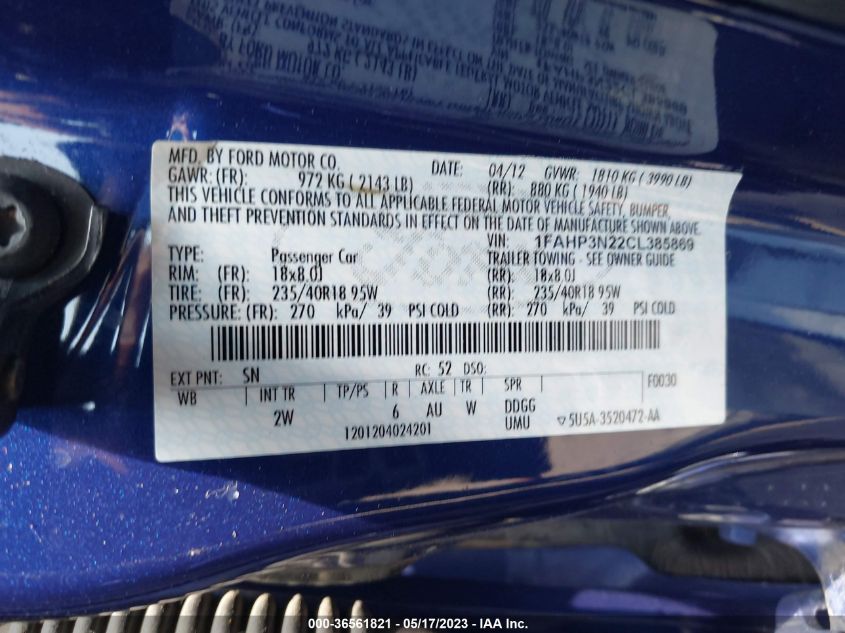 MFD. BY FORD MOTOR CO.
DATE: 04/12 GVWR: 1810 KG ( 3990 LB)
GAWR: (FR): 972 KG ( 2143 LB) (RR): 880 KG ( 1940 LB)
THIS VEHICLE CONFORMS TO ALL APPLICABLE FEDERAL MOTOR VEHICLE SAFETY, BUMPER,
AND THEFT PREVENTION STANDARDS IN EFFECT ON THE DATE OF MANUFACTURE SHOWN ABOVE.
VIN: 1FAHP3N22CL385869
TYPE: Passenger Car TRAILER TOWING - SEE OWNER GUIDE
RIM: (FR): 18x8.0J (RR): 18x8.0J
TIRE: (FR): 235/40R18 95W (RR): 235/40R18 95W
PRESSURE: (FR): 270 kPa/ 39 PSI COLD (RR): 270 kPa/ 39 PSI COLD
EXT PNT: SN RC: 52 DSO: F0030
WB INT TR TP/PS R AXLE TR SPR
2W 6 AU W DDGG
1201204024201 UMU ▽5U5A-3520472-AA
000-36561821 - 05/17/2023 - IAA Inc.